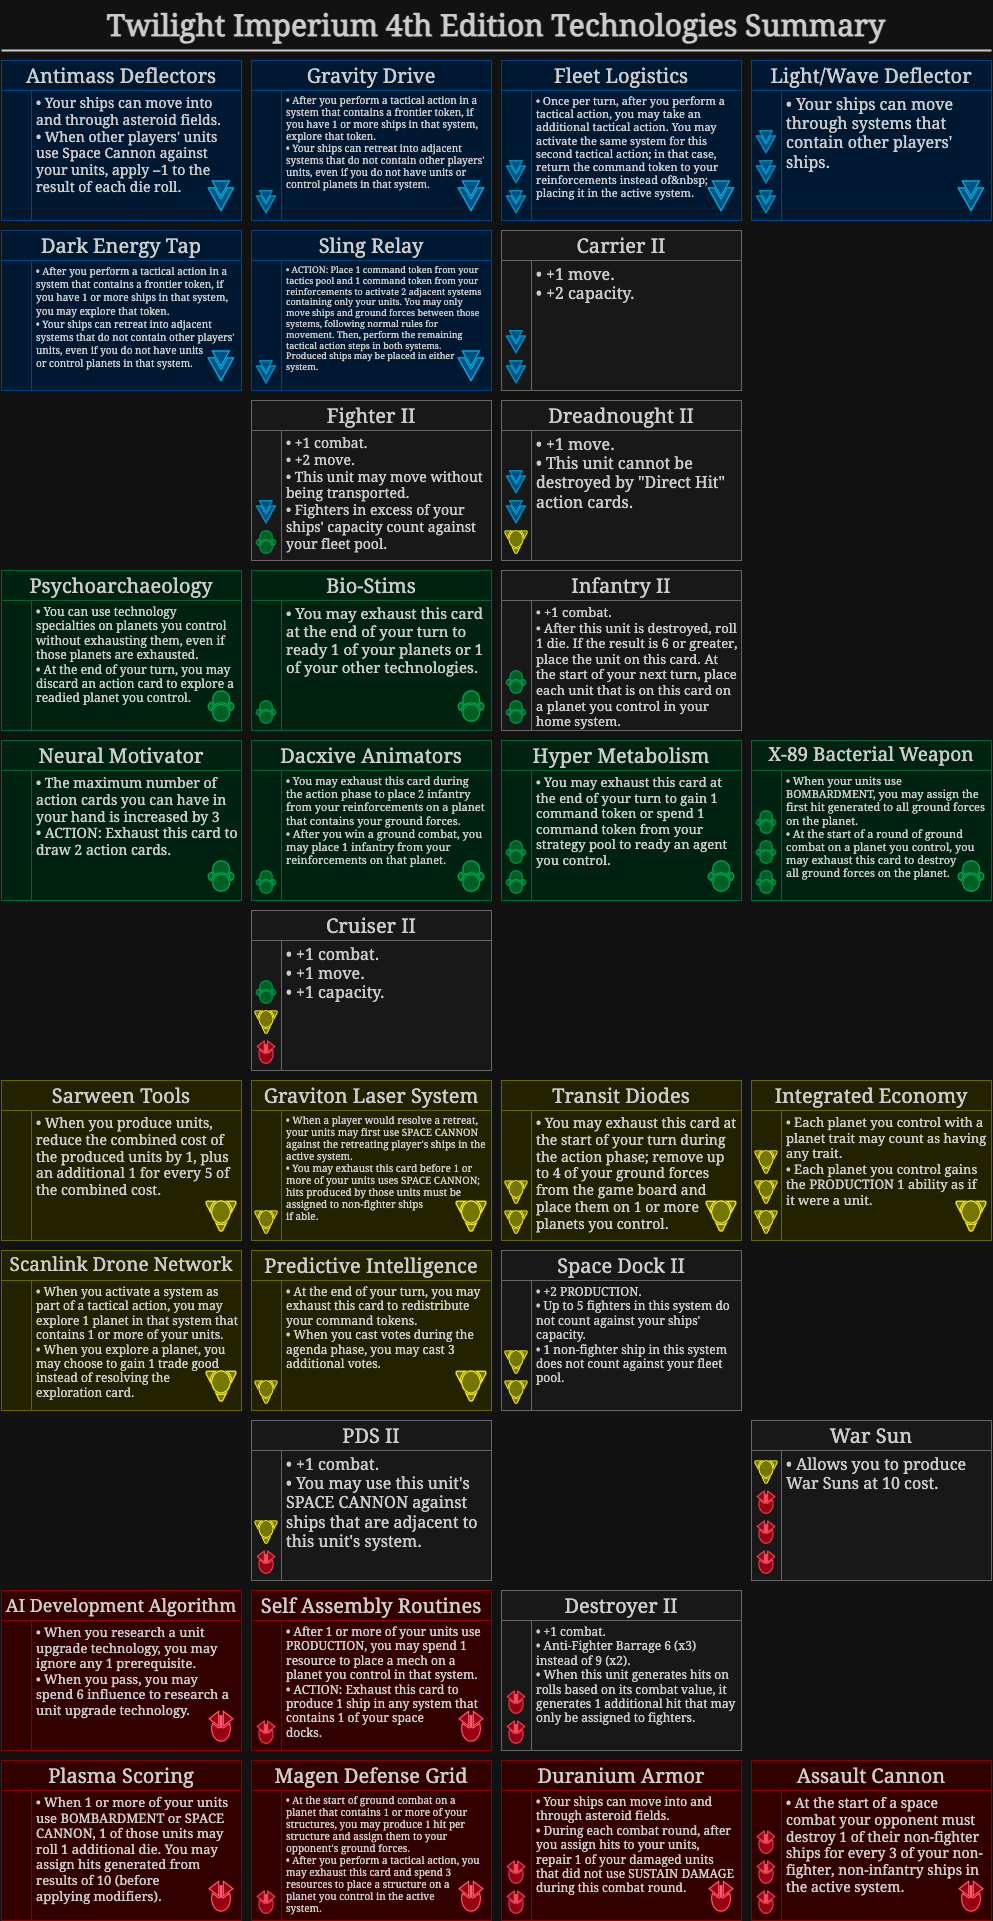 Twilight Imperium 4th Edition Technologies Summary
Antimass Deflectors
• Your ships can move into
and through asteroid fields.
• When other players' units
use Space Cannon against
your units, apply –1 to the
result of each die roll.
Gravity Drive
• After you perform a tactical action in a
system that contains a frontier token, if
you have 1 or more ships in that system,
explore that token.
• Your ships can retreat into adjacent
systems that do not contain other players'
units, even if you do not have units or
control planets in that system.
Fleet Logistics
• Once per turn, after you perform a
tactical action, you may take an
additional tactical action. You may
activate the same system for this
second tactical action; in that case,
return the command token to your
reinforcements instead of&nbsp;
placing it in the active system.
Light/Wave Deflector
• Your ships can move
through systems that
contain other players'
ships.
Dark Energy Tap
• After you perform a tactical action in a
system that contains a frontier token, if
you have 1 or more ships in that system,
you may explore that token.
• Your ships can retreat into adjacent
systems that do not contain other players'
units, even if you do not have units
or control planets in that system.
Sling Relay
• ACTION: Place 1 command token from your
tactics pool and 1 command token from your
reinforcements to activate 2 adjacent systems
containing only your units. You may only
move ships and ground forces between those
systems, following normal rules for
movement. Then, perform the remaining
tactical action steps in both systems.
Produced ships may be placed in either
system.
Carrier II
• +1 move.
• +2 capacity.
Fighter II
• +1 combat.
• +2 move.
• This unit may move without
being transported.
• Fighters in excess of your
ships' capacity count against
your fleet pool.
Dreadnought II
• +1 move.
• This unit cannot be
destroyed by "Direct Hit"
action cards.
Psychoarchaeology
• You can use technology
specialties on planets you control
without exhausting them, even if
those planets are exhausted.
• At the end of your turn, you may
discard an action card to explore a
readied planet you control.
Bio-Stims
• You may exhaust this card
at the end of your turn to
ready 1 of your planets or 1
of your other technologies.
Infantry II
• +1 combat.
• After this unit is destroyed, roll
1 die. If the result is 6 or greater,
place the unit on this card. At
the start of your next turn, place
each unit that is on this card on
a planet you control in your
home system.
Neural Motivator
• The maximum number of
action cards you can have in
your hand is increased by 3
• ACTION: Exhaust this card to
draw 2 action cards.
Dacxive Animators
• You may exhaust this card during
the action phase to place 2 infantry
from your reinforcements on a planet
that contains your ground forces.
• After you win a ground combat, you
may place 1 infantry from your
reinforcements on that planet.
Hyper Metabolism
• You may exhaust this card at
the end of your turn to gain 1
command token or spend 1
command token from your
strategy pool to ready an agent
you control.
X-89 Bacterial Weapon
• When your units use
BOMBARDMENT, you may assign the
first hit generated to all ground forces
on the planet.
• At the start of a round of ground
combat on a planet you control, you
may exhaust this card to destroy
all ground forces on the planet.
Cruiser II
• +1 combat.
• +1 move.
• +1 capacity.
Sarween Tools
• When you produce units,
reduce the combined cost of
the produced units by 1, plus
an additional 1 for every 5 of
the combined cost.
Graviton Laser System
• When a player would resolve a retreat,
your units may first use SPACE CANNON
against the retreating player's ships in the
active system.
• You may exhaust this card before 1 or
more of your units uses SPACE CANNON;
hits produced by those units must be
assigned to non-fighter ships
if able.
Transit Diodes
• You may exhaust this card at
the start of your turn during
the action phase; remove up
to 4 of your ground forces
from the game board and
place them on 1 or more
planets you control.
Integrated Economy
• Each planet you control with a
planet trait may count as having
any trait.
• Each planet you control gains
the PRODUCTION 1 ability as if
it were a unit.
Scanlink Drone Network
• When you activate a system as
part of a tactical action, you may
explore 1 planet in that system that
contains 1 or more of your units.
• When you explore a planet, you
may choose to gain 1 trade good
instead of resolving the
exploration card.
Predictive Intelligence
• At the end of your turn, you may
exhaust this card to redistribute
your command tokens.
• When you cast votes during the
agenda phase, you may cast 3
additional votes.
Space Dock II
• +2 PRODUCTION.
• Up to 5 fighters in this system do
not count against your ships'
capacity.
• 1 non-fighter ship in this system
does not count against your fleet
pool.
PDS II
• +1 combat.
• You may use this unit's
SPACE CANNON against
ships that are adjacent to
this unit's system.
War Sun
• Allows you to produce
War Suns at 10 cost.
AI Development Algorithm
• When you research a unit
upgrade technology, you may
ignore any 1 prerequisite.
• When you pass, you may
spend 6 influence to research a
unit upgrade technology.
Self Assembly Routines
• After 1 or more of your units use
PRODUCTION, you may spend 1
resource to place a mech on a
planet you control in that system.
• ACTION: Exhaust this card to
produce 1 ship in any system that
contains 1 of your space
docks.
Destroyer II
• +1 combat.
• Anti-Fighter Barrage 6 (x3)
instead of 9 (x2).
• When this unit generates hits on
rolls based on its combat value, it
generates 1 additional hit that may
only be assigned to fighters.
Plasma Scoring
• When 1 or more of your units
use BOMBARDMENT or SPACE
CANNON, 1 of those units may
roll 1 additional die. You may
assign hits generated from
results of 10 (before
applying modifiers).
Magen Defense Grid
• At the start of ground combat on a
planet that contains 1 or more of your
structures, you may produce 1 hit per
structure and assign them to your
opponent's ground forces.
• After you perform a tactical action, you
may exhaust this card and spend 3
resources to place a structure on a
planet you control in the active
system.
Duranium Armor
• Your ships can move into and
through asteroid fields.
• During each combat round, after
you assign hits to your units,
repair 1 of your damaged units
that did not use SUSTAIN DAMAGE
during this combat round.
Assault Cannon
• At the start of a space
combat your opponent must
destroy 1 of their non-fighter
ships for every 3 of your non-
fighter, non-infantry ships in
the active system.